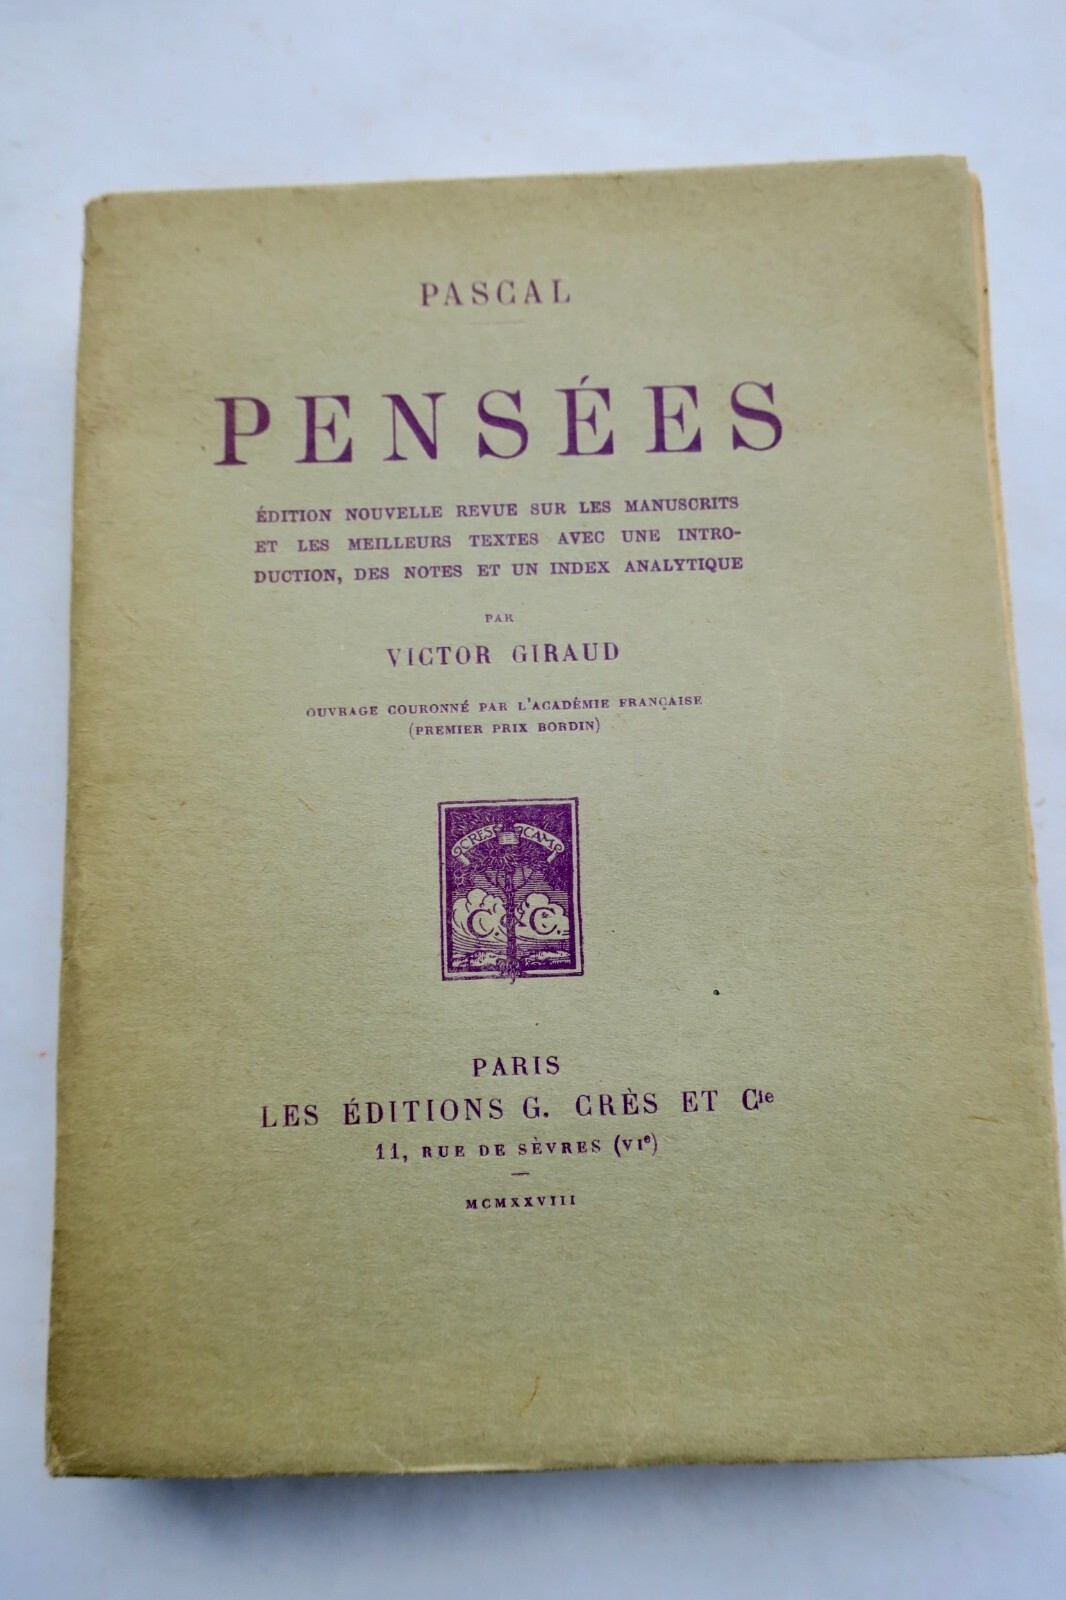 PASCAL
PENSÉES
ÉDITION NOUVELLE REVUE SUR LES MANUSCRITS
ET LES MEILLEURS TEXTES AVEC UNE INTRO-
DUCTION, DES NOTES ET UN INDEX ANALYTIQUE
PAR
VICTOR GIRAUD
OUVRAGE COURONNÉ PAR L'ACADÉMIE FRANÇAISE
(PREMIER PRIX BORDIN)
CRES CAM
C. & C.
PARIS
LES ÉDITIONS G. CRÈS ET Cie
11, RUE DE SÈVRES (VIe)
MCMXXVIII